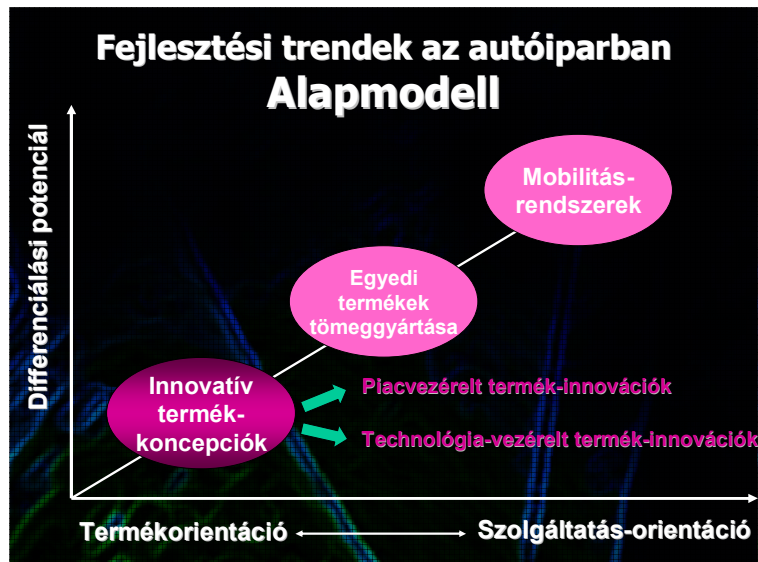 Fejlesztési trendek az autóiparban
Alapmodell
Differenciálási potenciál
Mobilitás-
rendszerek
Egyedi
termékek
tömeggyártása
Innovatív
termék-
koncepciók
Piacvezérelt termék-innovációk
Technológia-vezérelt termék-innovációk
Termékorientáció
Szolgáltatás-orientáció